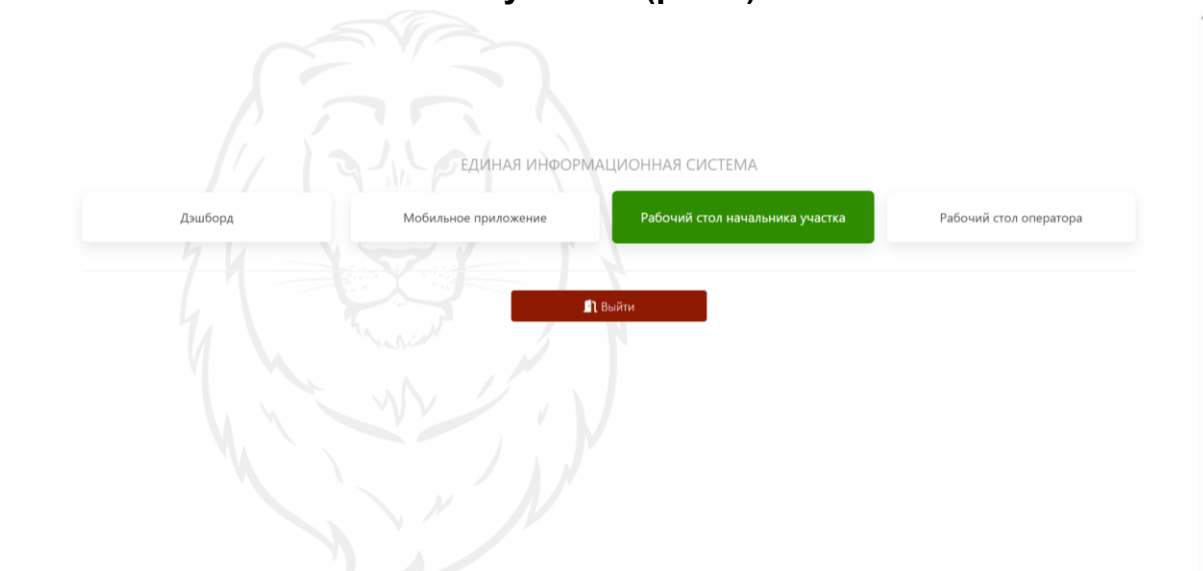 ЕДИНАЯ ИНФОРМАЦИОННАЯ СИСТЕМА
Дэшборд
Мобильное приложение
Рабочий стол начальника участка
Рабочий стол оператора
Выйти